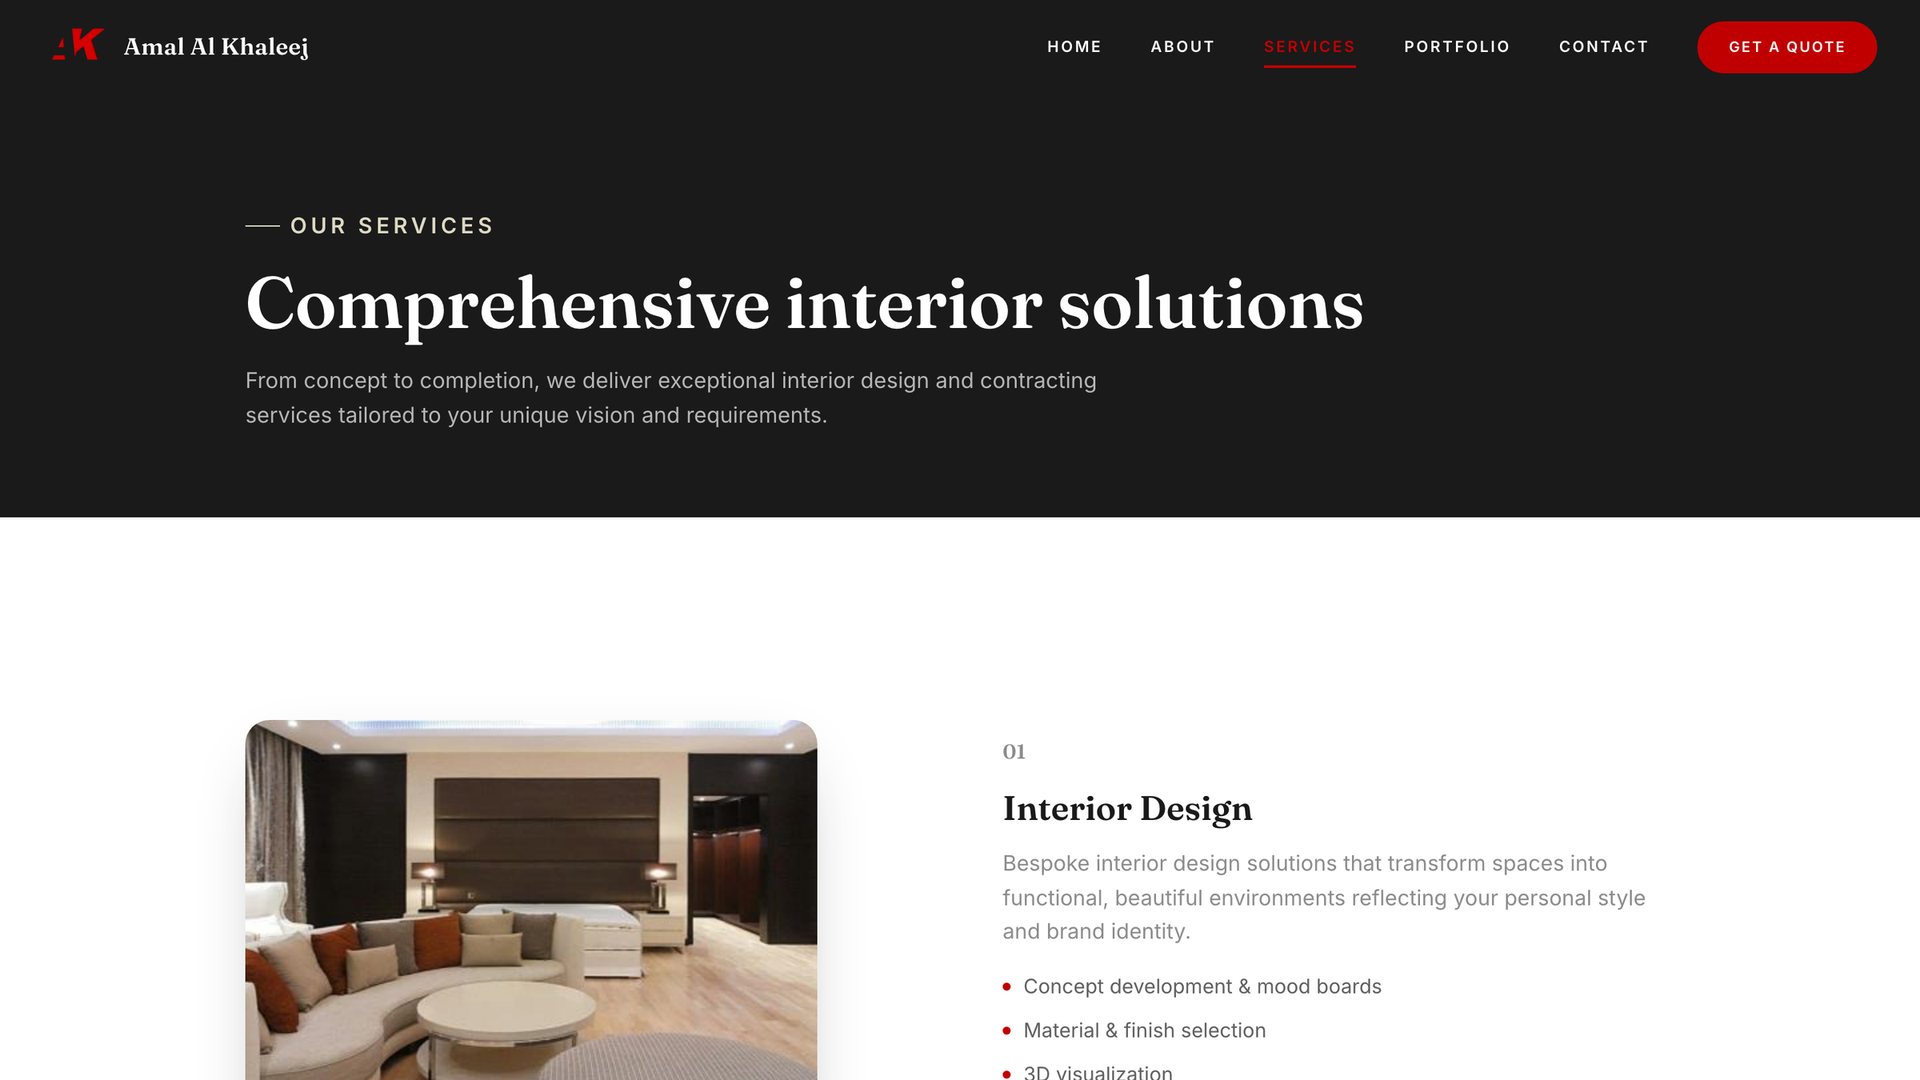 AK
Amal Al Khaleej
HOME
ABOUT
SERVICES
PORTFOLIO
CONTACT
GET A QUOTE
OUR SERVICES
Comprehensive interior solutions
From concept to completion, we deliver exceptional interior design and contracting
services tailored to your unique vision and requirements.
01
Interior Design
Bespoke interior design solutions that transform spaces into
functional, beautiful environments reflecting your personal style
and brand identity.
Concept development & mood boards
Material & finish selection
3D visualization